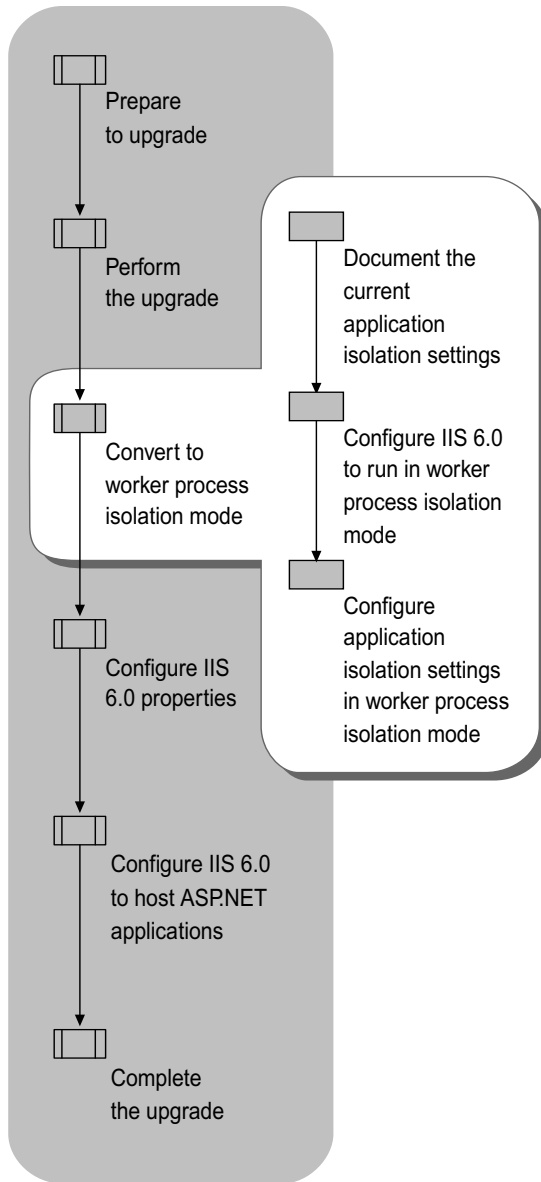 Prepare
to upgrade
Perform
the upgrade
Convert to
worker process
isolation mode
Configure IIS
6.0 properties
Configure IIS 6.0
to host ASP.NET
applications
Complete
the upgrade
Document the
current
application
isolation settings
Configure IIS 6.0
to run in worker
process isolation
mode
Configure
application
isolation settings
in worker process
isolation mode